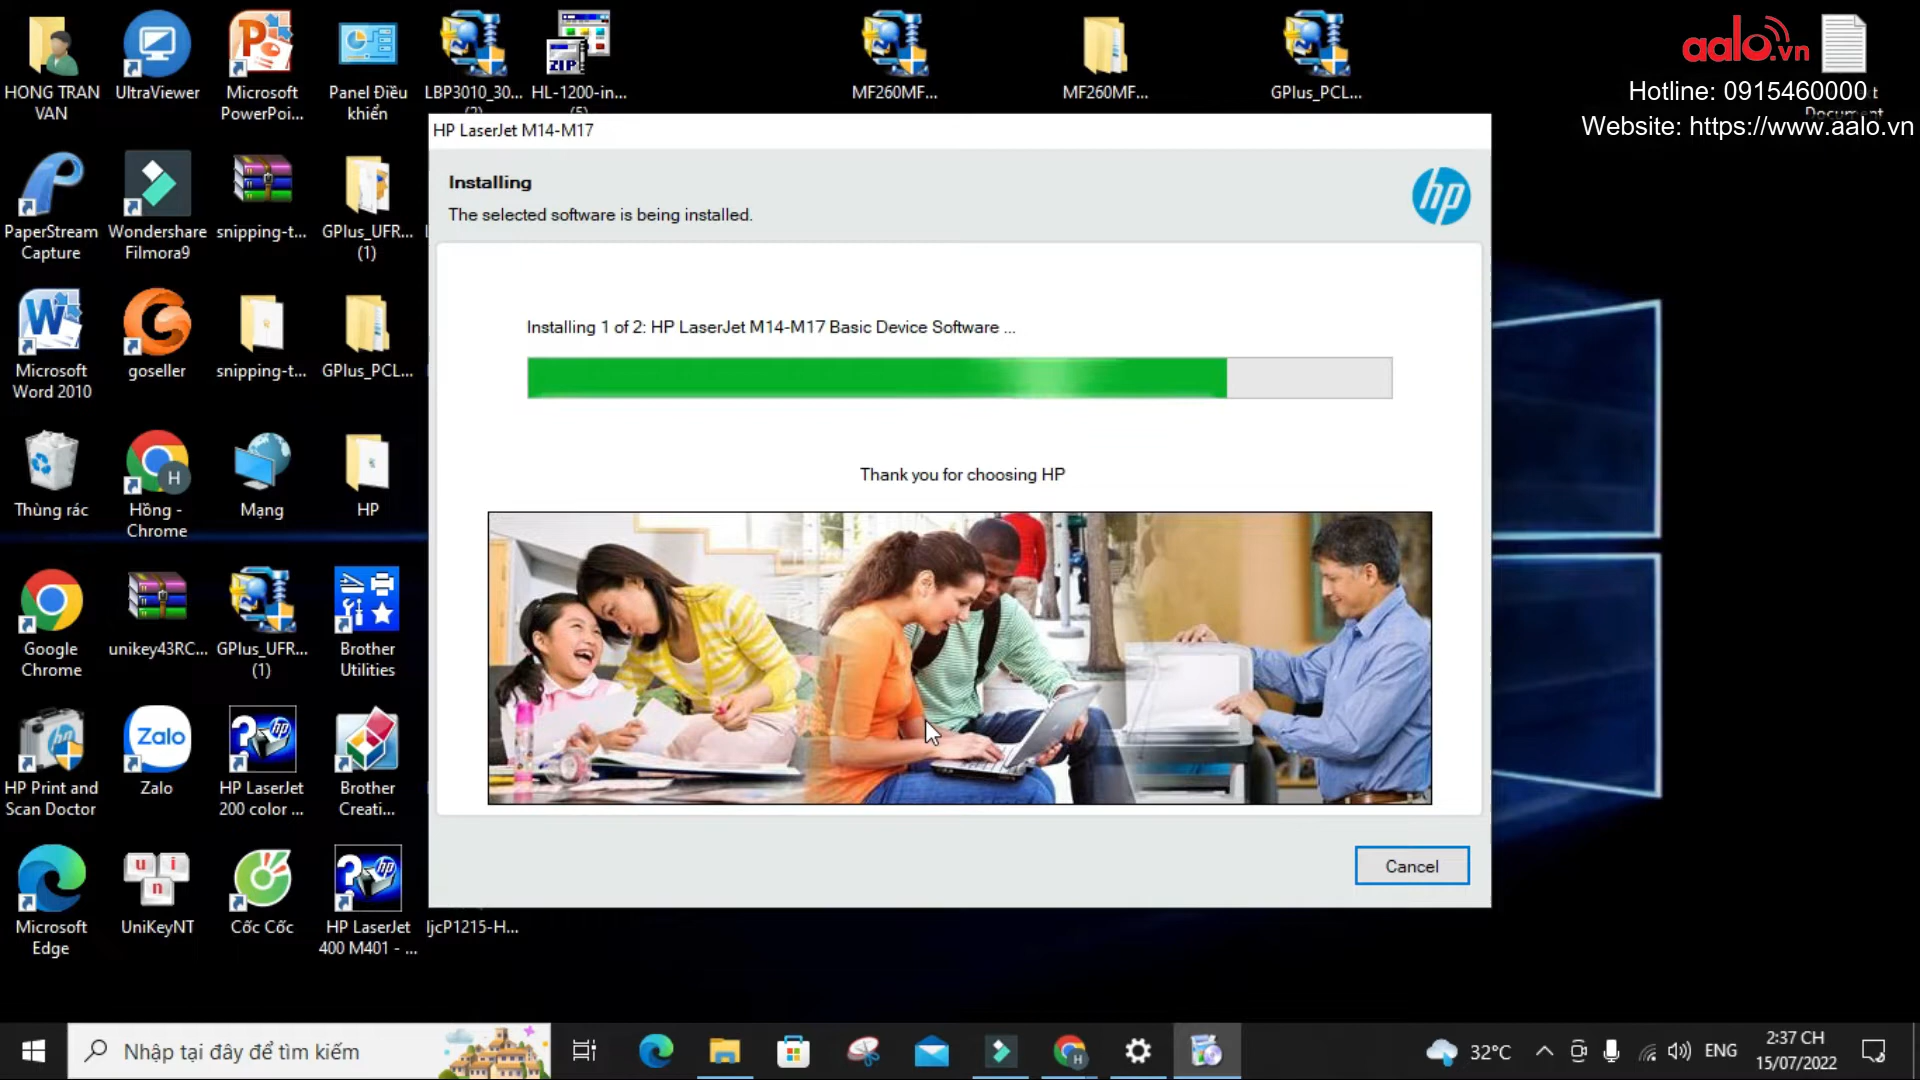 HONG TRAN
VAN
UltraViewer
Microsoft
PowerPoi...
Panel Điều
khiển
LBP3010_30...
HL-1200-in...
ZIP
MF260MF...
MF260MF...
GPlus_PCL...
aalo.vn
Hotline: 0915460000
Website: https://www.aalo.vn
HP LaserJet M14-M17
Installing
The selected software is being installed.
hp
Installing 1 of 2: HP LaserJet M14-M17 Basic Device Software ...
Thank you for choosing HP
Cancel
PaperStream
Capture
Wondershare
Filmora9
snipping-t...
GPlus_UFR...
(1)
Microsoft
Word 2010
goseller
snipping-t...
GPlus_PCL...
Thùng rác
Hồng -
Chrome
Mạng
HP
Google
Chrome
unikey43RC...
GPlus_UFR...
(1)
Brother
Utilities
HP Print and
Scan Doctor
Zalo
Zalo
HP LaserJet
200 color ...
Brother
Creati...
Microsoft
Edge
UniKeyNT
Cốc Cốc
HP LaserJet
400 M401 - ...
ljcP1215-H...
Nhập tại đây để tìm kiếm
32°C
ENG
2:37 CH
15/07/2022